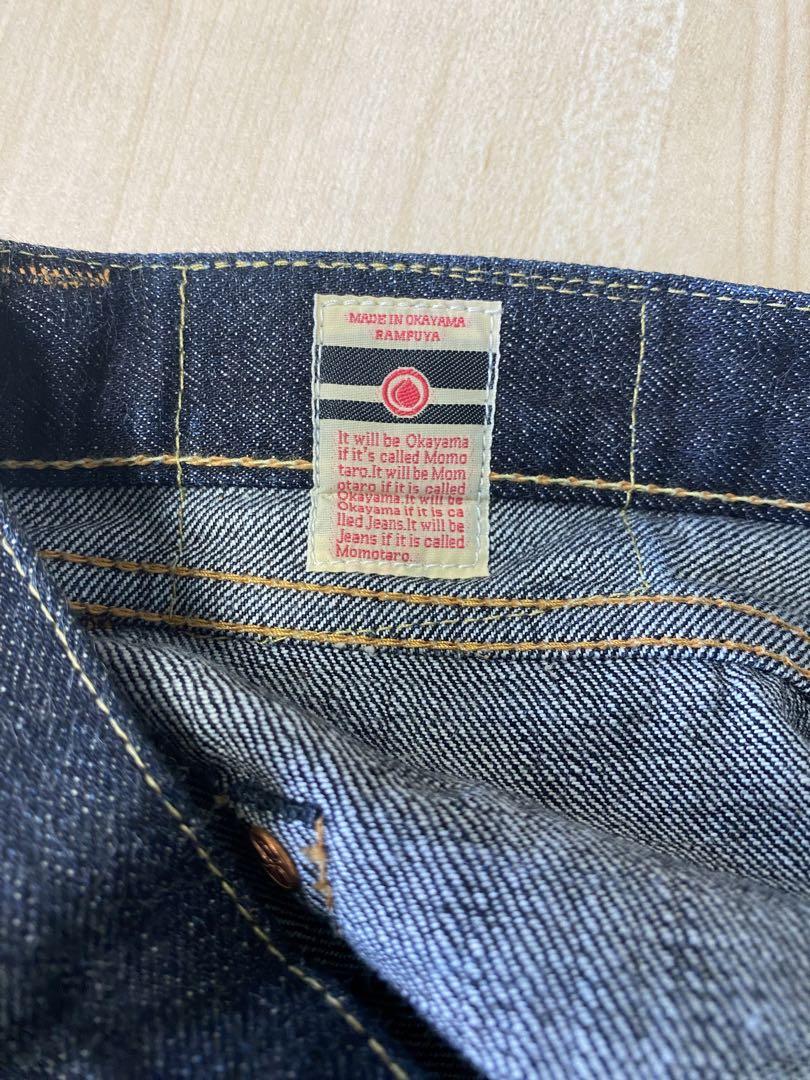 MADE IN OKAYAMA
RAMPUYA
It will be Okayama
if it's called Momo
taro.It will be Mom
otaro if it is called
Okayama.It will be
Okayama if it is ca
lled Jeans.It will be
Jeans if it is called
Momotaro.